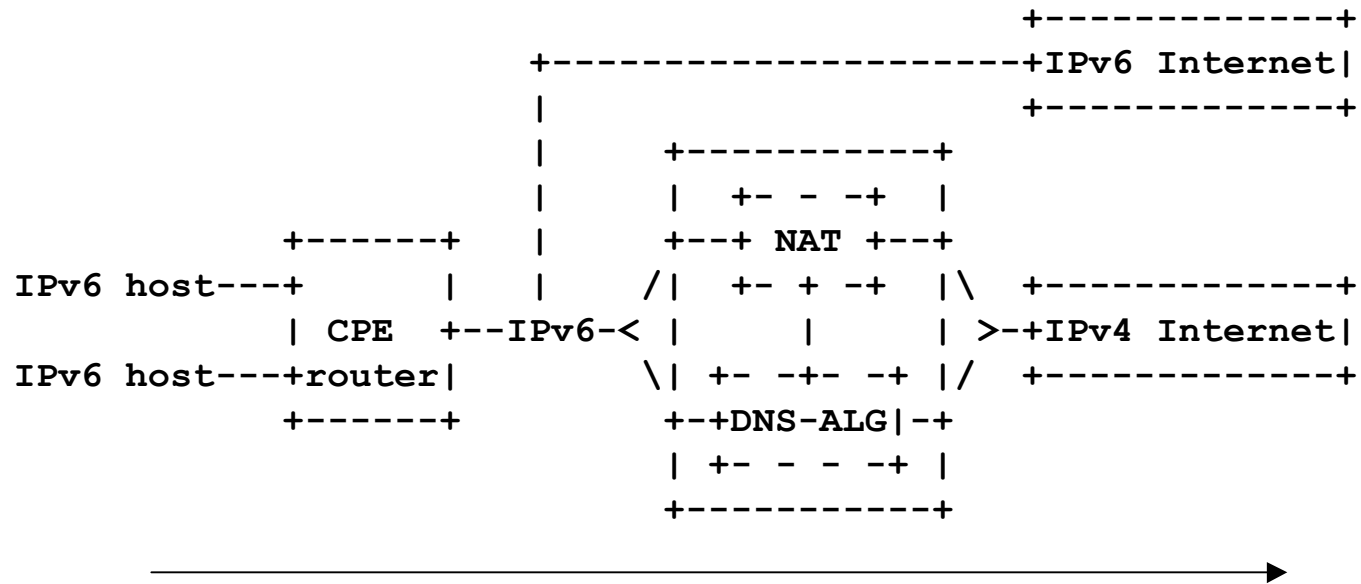 IPv6 Internet
NAT
IPv6 host
CPE
IPv6
IPv4 Internet
IPv6 host
router
DNS-ALG